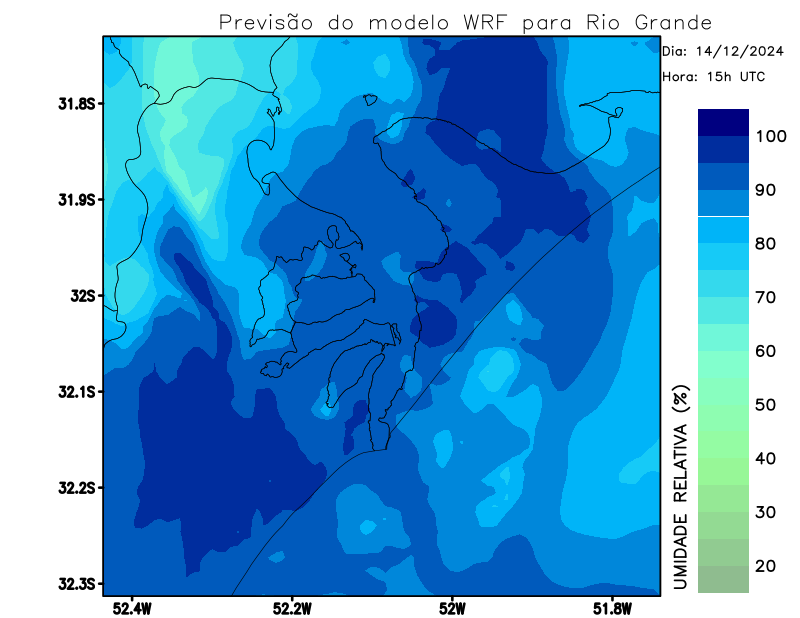 Previsão do modelo WRF para Rio Grande
Dia: 14/12/2024
Hora: 15h UTC
31.8S
31.9S
32S
32.1S
32.2S
32.3S
52.4W
52.2W
52W
51.8W
100
90
80
70
60
50
40
30
20
UMIDADE RELATIVA (%)